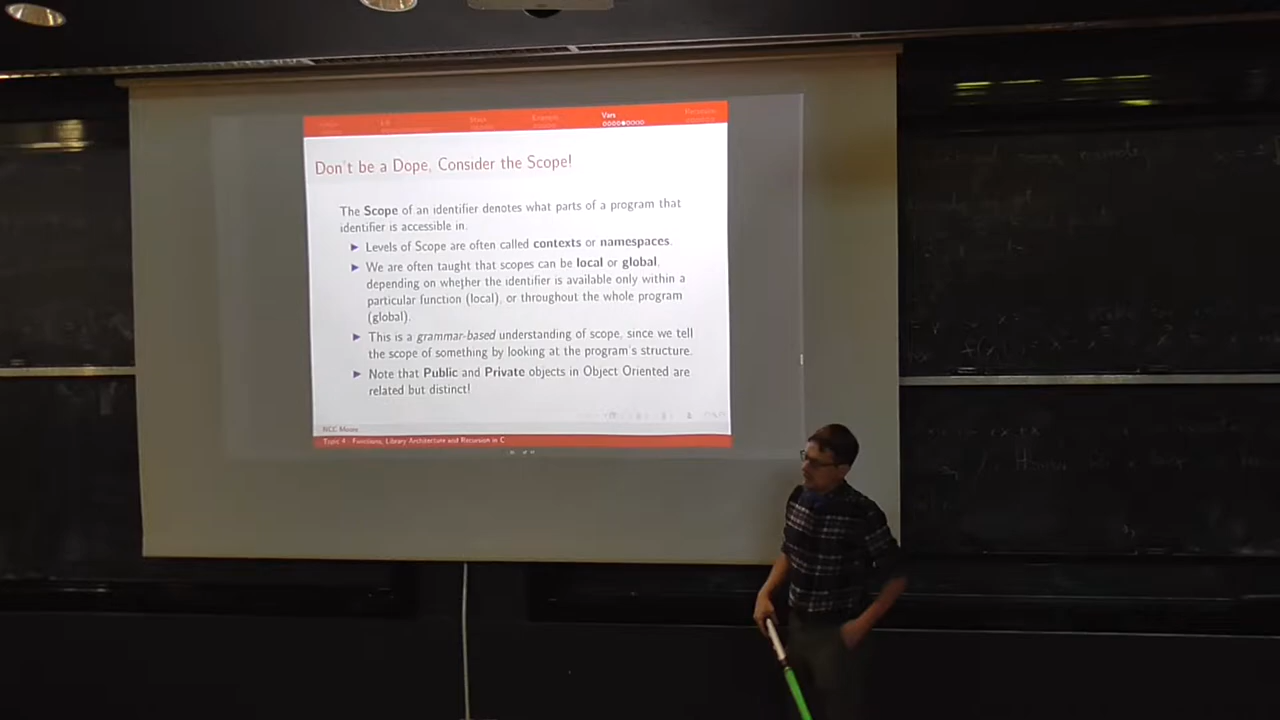 Vars
Don't be a Dope, Consider the Scope!
The Scope of an identifier denotes what parts of a program that
identifier is accessible in.
Levels of Scope are often called contexts or namespaces.
We are often taught that scopes can be local or global,
depending on whether the identifier is available only within a
particular function (local), or throughout the whole program
(global).
This is a grammar-based understanding of scope, since we tell
the scope of something by looking at the program's structure.
Note that Public and Private objects in Object Oriented are
related but distinct!
NCC Moore
Topic 4 - Functions, Library Architecture and Recursion in C